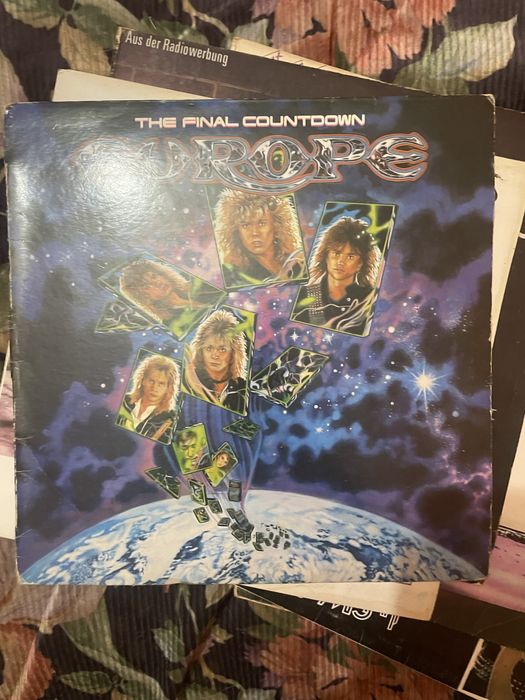 Aus der Radiowerbung
THE FINAL COUNTDOWN
EUROPE